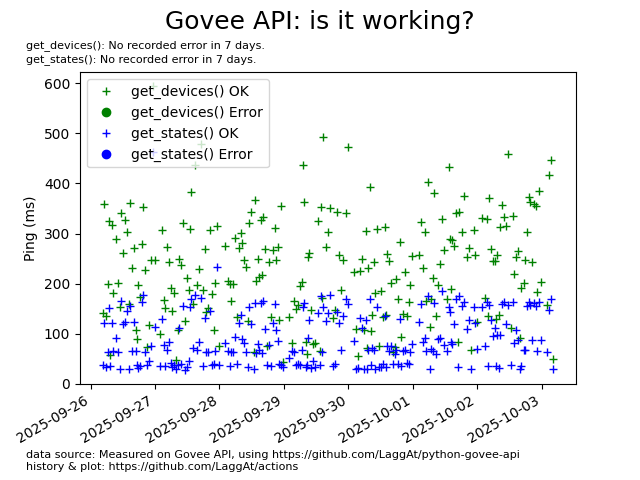 Govee API: is it working?
get_devices(): No recorded error in 7 days.
get_states(): No recorded error in 7 days.
get_devices() OK
get_devices() Error
get_states() OK
get_states() Error
Ping (ms)
600
500
400
300
200
100
0
2025-09-26
2025-09-27
2025-09-28
2025-09-29
2025-09-30
2025-10-01
2025-10-02
2025-10-03
data source: Measured on Govee API, using https://github.com/LaggAt/python-govee-api
history & plot: https://github.com/LaggAt/actions